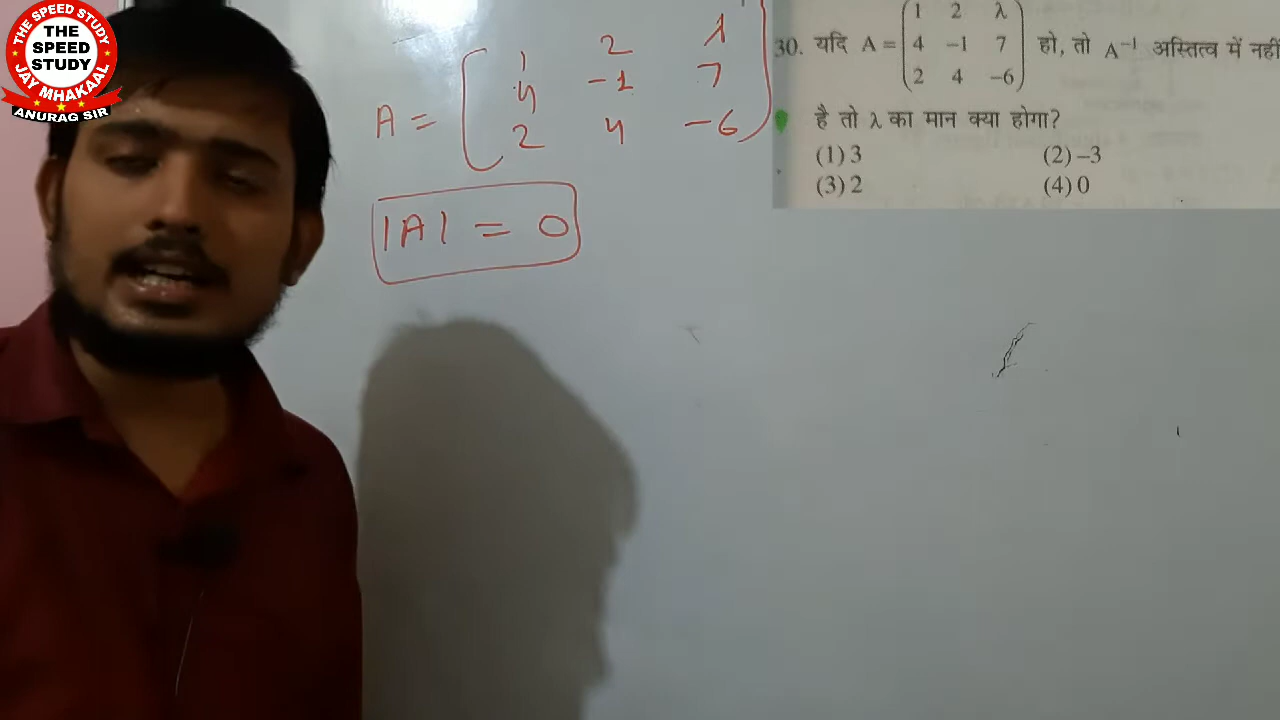 THE SPEED STUDY
THE
SPEED
STUDY
JAY MHAKAAL
ANURAG SIR
A = [ 1 2 λ
4 -1 7
2 4 -6 ]
|A| = 0
30. यदि A = ( 1 2 λ
4 −1 7
2 4 −6 ) हो, तो A⁻¹ अस्तित्व में नहीं
है तो λ का मान क्या होगा?
(1) 3 (2) −3
(3) 2 (4) 0